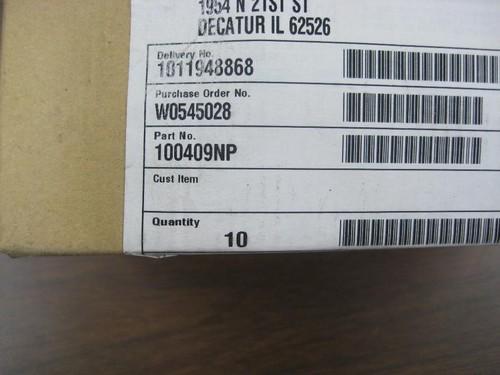 1954 N 21ST ST
DECATUR IL 62526
Delivery No.
1811948868
Purchase Order No.
W0545028
Part No.
100409NP
Cust Item
Quantity
10